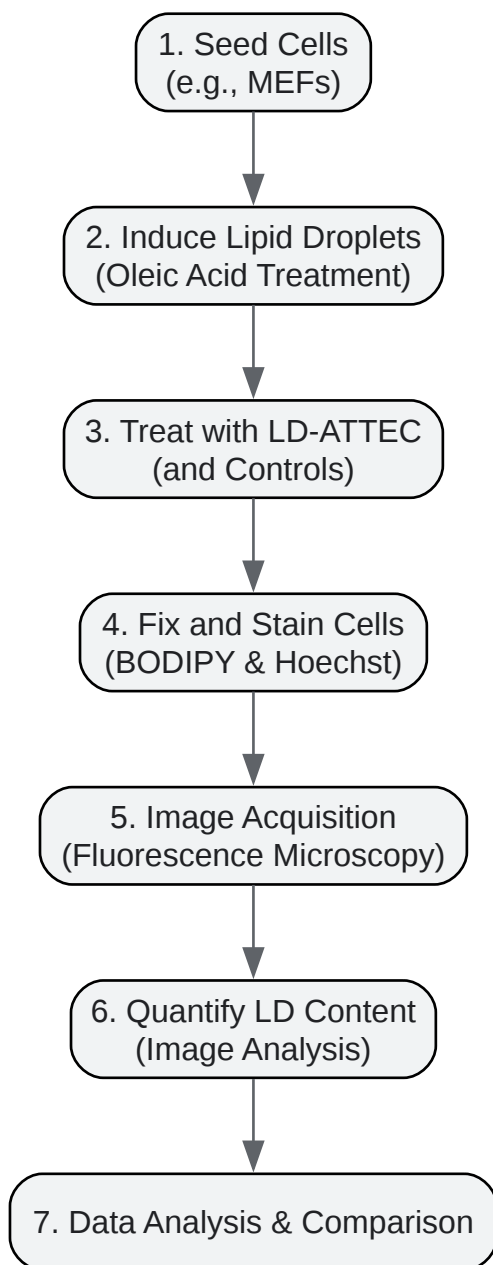 1. Seed Cells
(e.g., MEFs)
2. Induce Lipid Droplets
(Oleic Acid Treatment)
3. Treat with LD-ATTEC
(and Controls)
4. Fix and Stain Cells
(BODIPY & Hoechst)
5. Image Acquisition
(Fluorescence Microscopy)
6. Quantify LD Content
(Image Analysis)
7. Data Analysis & Comparison